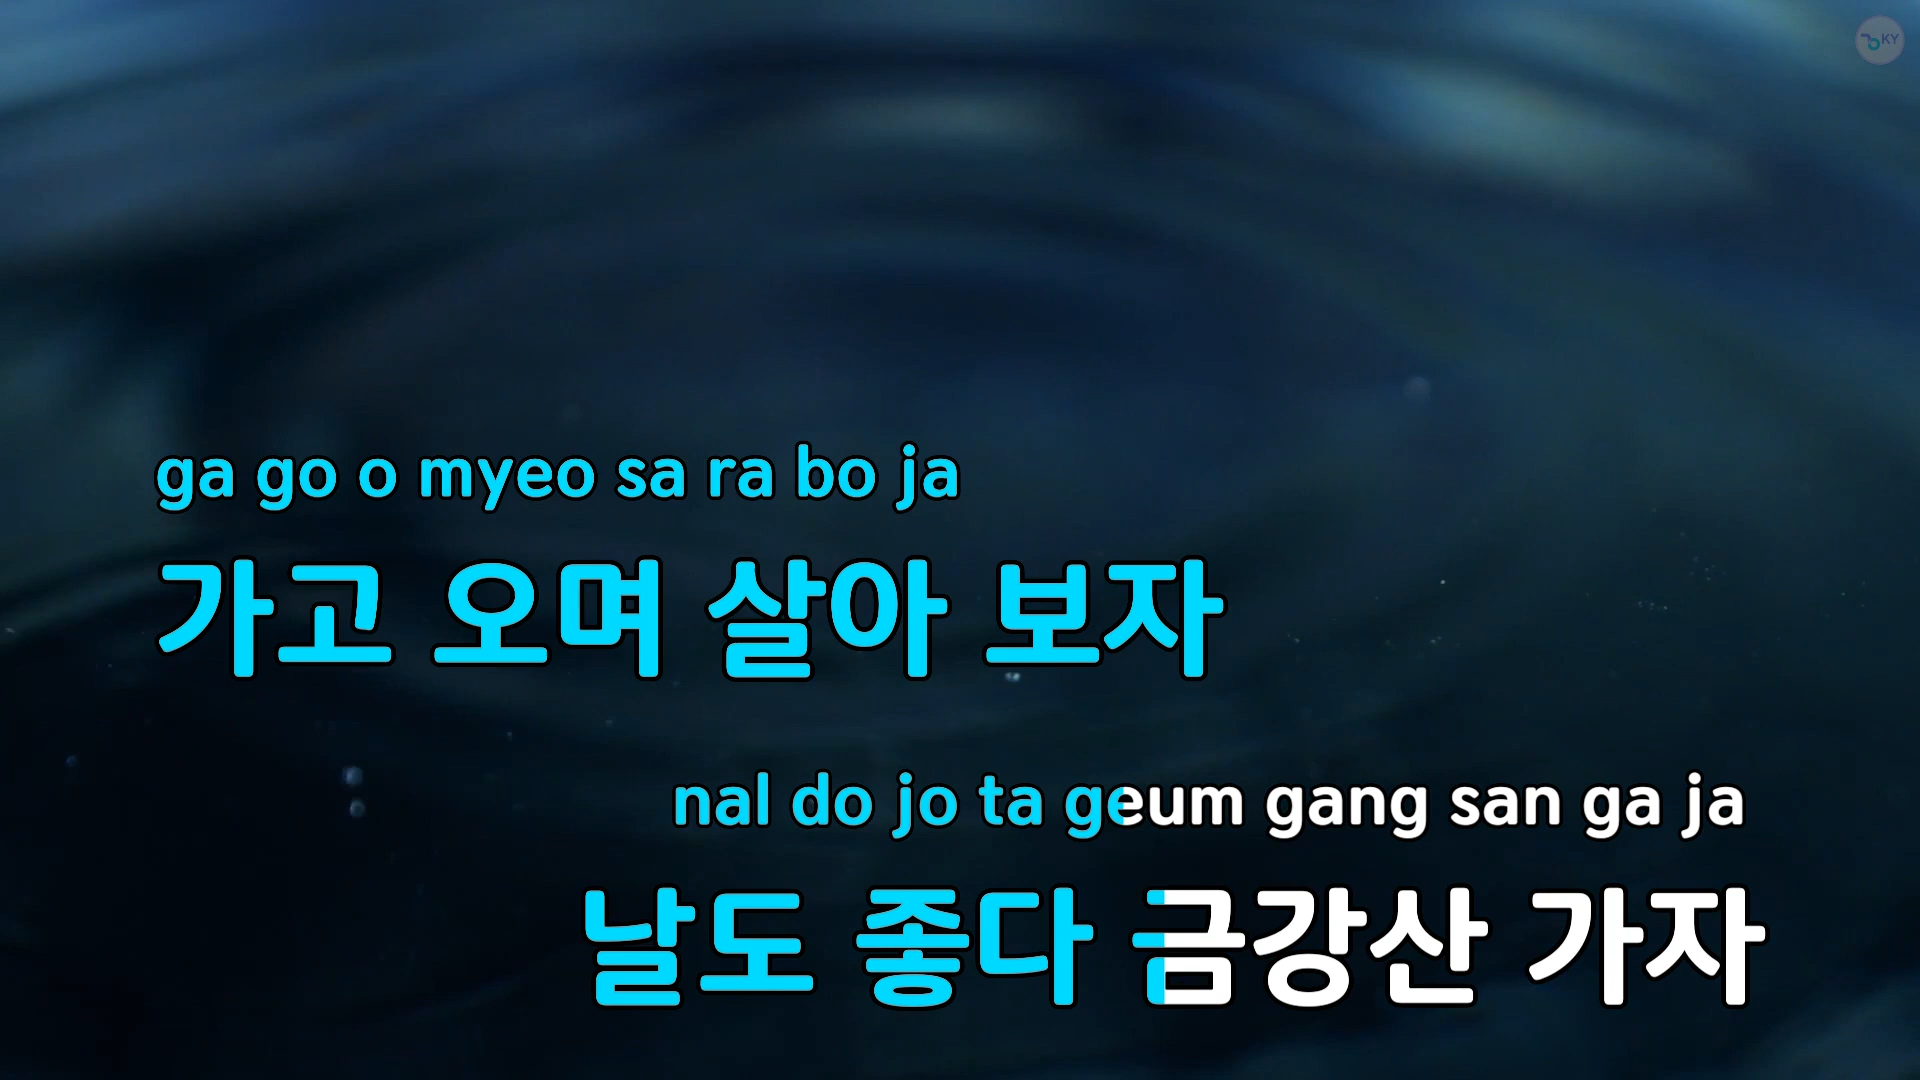 KY
ga go o myeo sa ra bo ja
가고 오며 살아 보자
nal do jo ta geum gang san ga ja
날도 좋다 금강산 가자